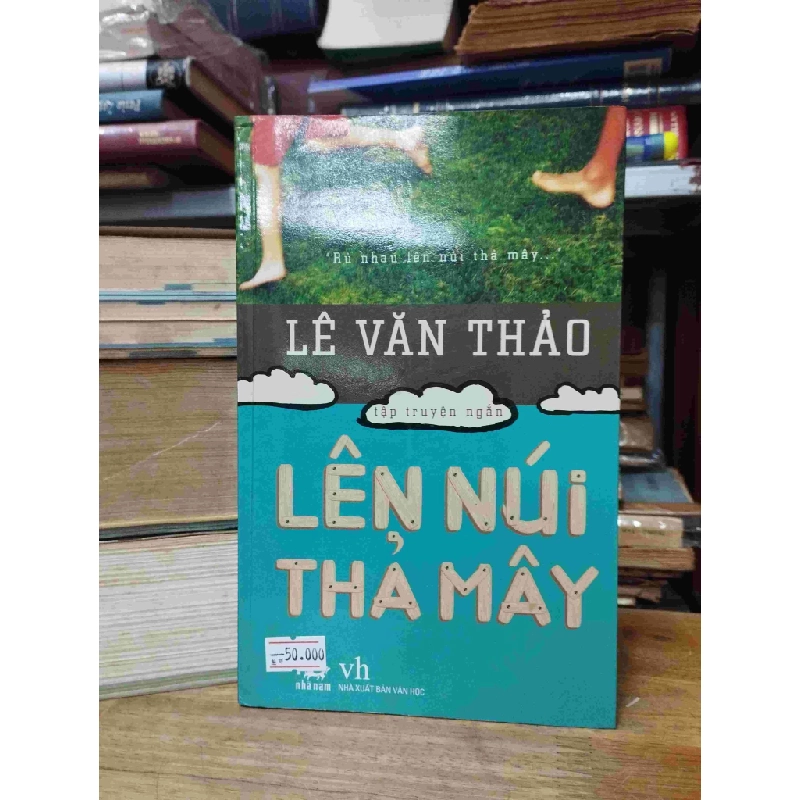 'Rủ nhau lên núi thả mây...'
LÊ VĂN THẢO
tập truyện ngắn
LÊN NÚi
THẢ MÂY
50.000
vh
nhã nam
NHÀ XUẤT BẢN VĂN HỌC